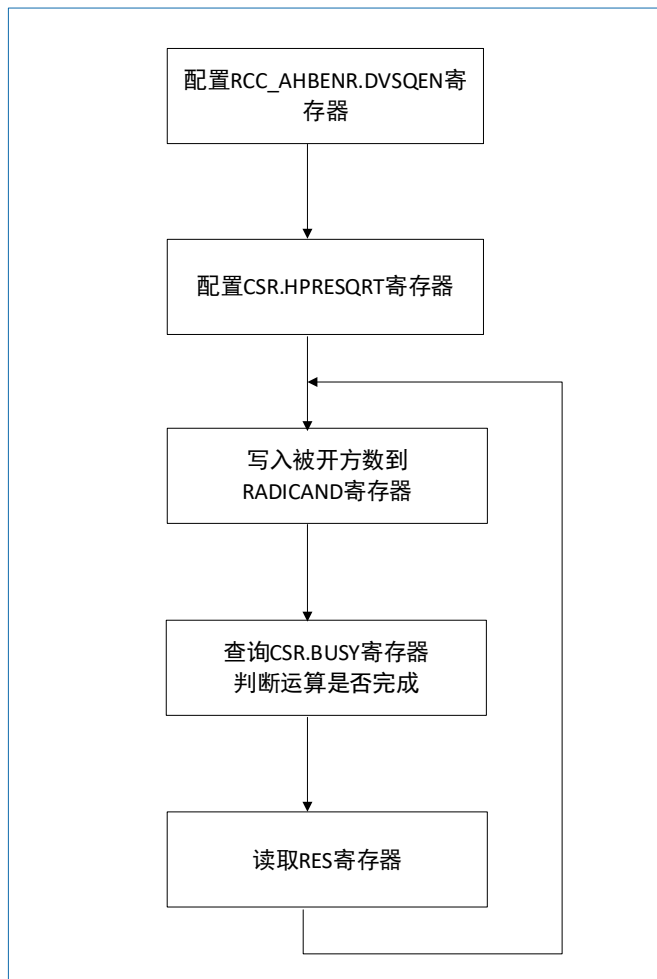 配置RCC_AHBENR.DVSQEN寄
存器
配置CSR.HPRESQRT寄存器
写入被开方数到
RADICAND寄存器
查询CSR.BUSY寄存器
判断运算是否完成
读取RES寄存器